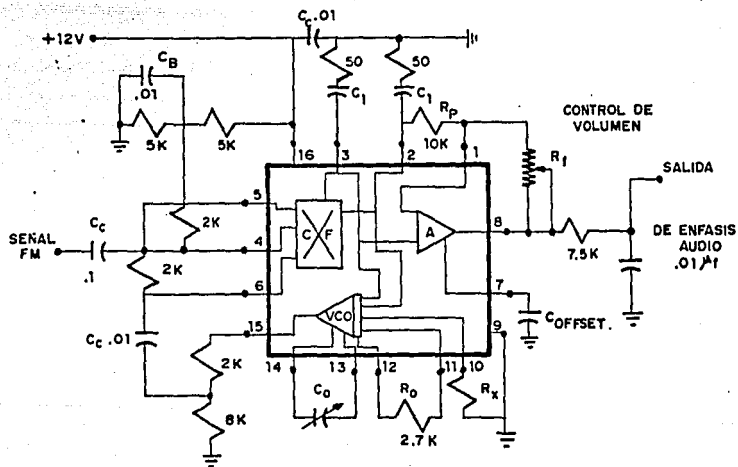 Cc .01
+12V
CB
.01
50
50
C1
C1
RP
10K
CONTROL DE
VOLUMEN
5K
5K
16
3
2
1
Rf
SALIDA
5
2K
C F
A
8
SEÑAL
FM
Cc
.1
4
7.5K
DE ENFASIS
AUDIO
.01µf
2K
6
7
COFFSET.
Cc .01
15
VCO
9
2K
14
13
12
11
10
Co
Ro
2.7K
Rx
8K